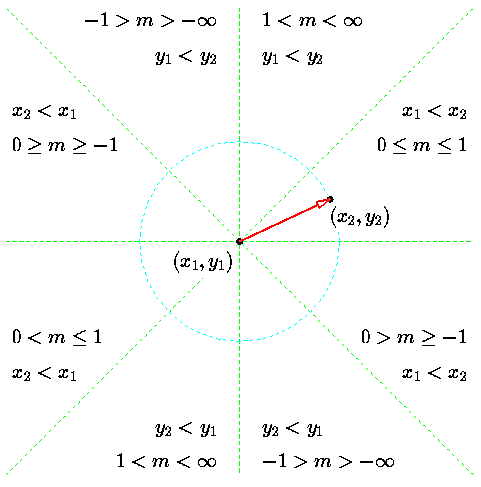 −1 > m > −∞
1 < m < ∞
y₁ < y₂
y₁ < y₂
x₂ < x₁
x₁ < x₂
0 ≥ m ≥ −1
0 ≤ m ≤ 1
(x₂, y₂)
(x₁, y₁)
0 < m ≤ 1
0 > m ≥ −1
x₂ < x₁
x₁ < x₂
y₂ < y₁
y₂ < y₁
1 < m < ∞
−1 > m > −∞